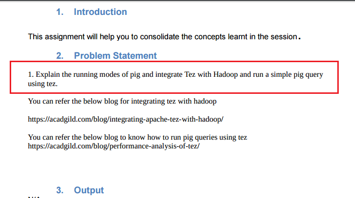 1. Introduction
This assignment will help you to consolidate the concepts learnt in the session.
2. Problem Statement
1. Explain the running modes of pig and integrate Tez with Hadoop and run a simple pig query
using tez.
You can refer the below blog for integrating tez with hadoop
https://acadgild.com/blog/integrating-apache-tez-with-hadoop/
You can refer the below blog to know how to run pig queries using tez
https://acadgild.com/blog/performance-analysis-of-tez/
3. Output